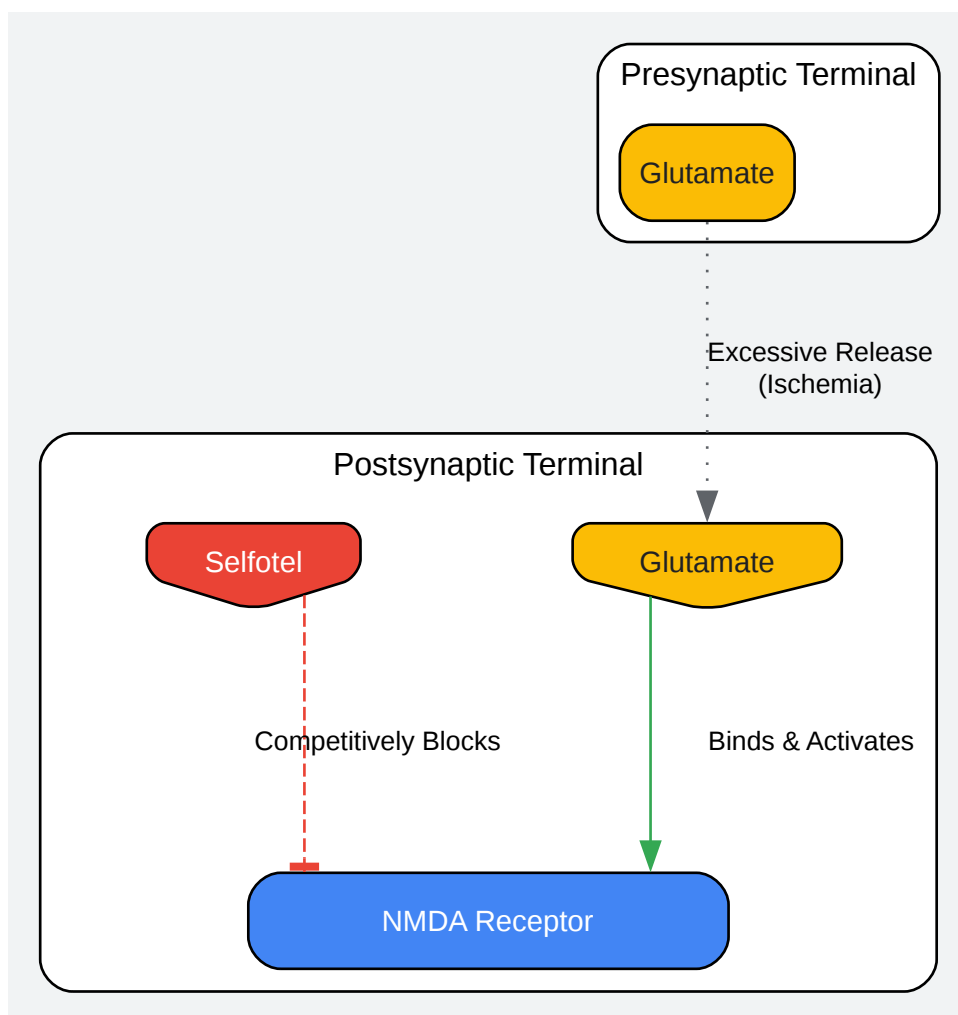 Presynaptic Terminal
Glutamate
Excessive Release
(Ischemia)
Postsynaptic Terminal
Selfotel
Glutamate
Competitively Blocks
Binds & Activates
NMDA Receptor